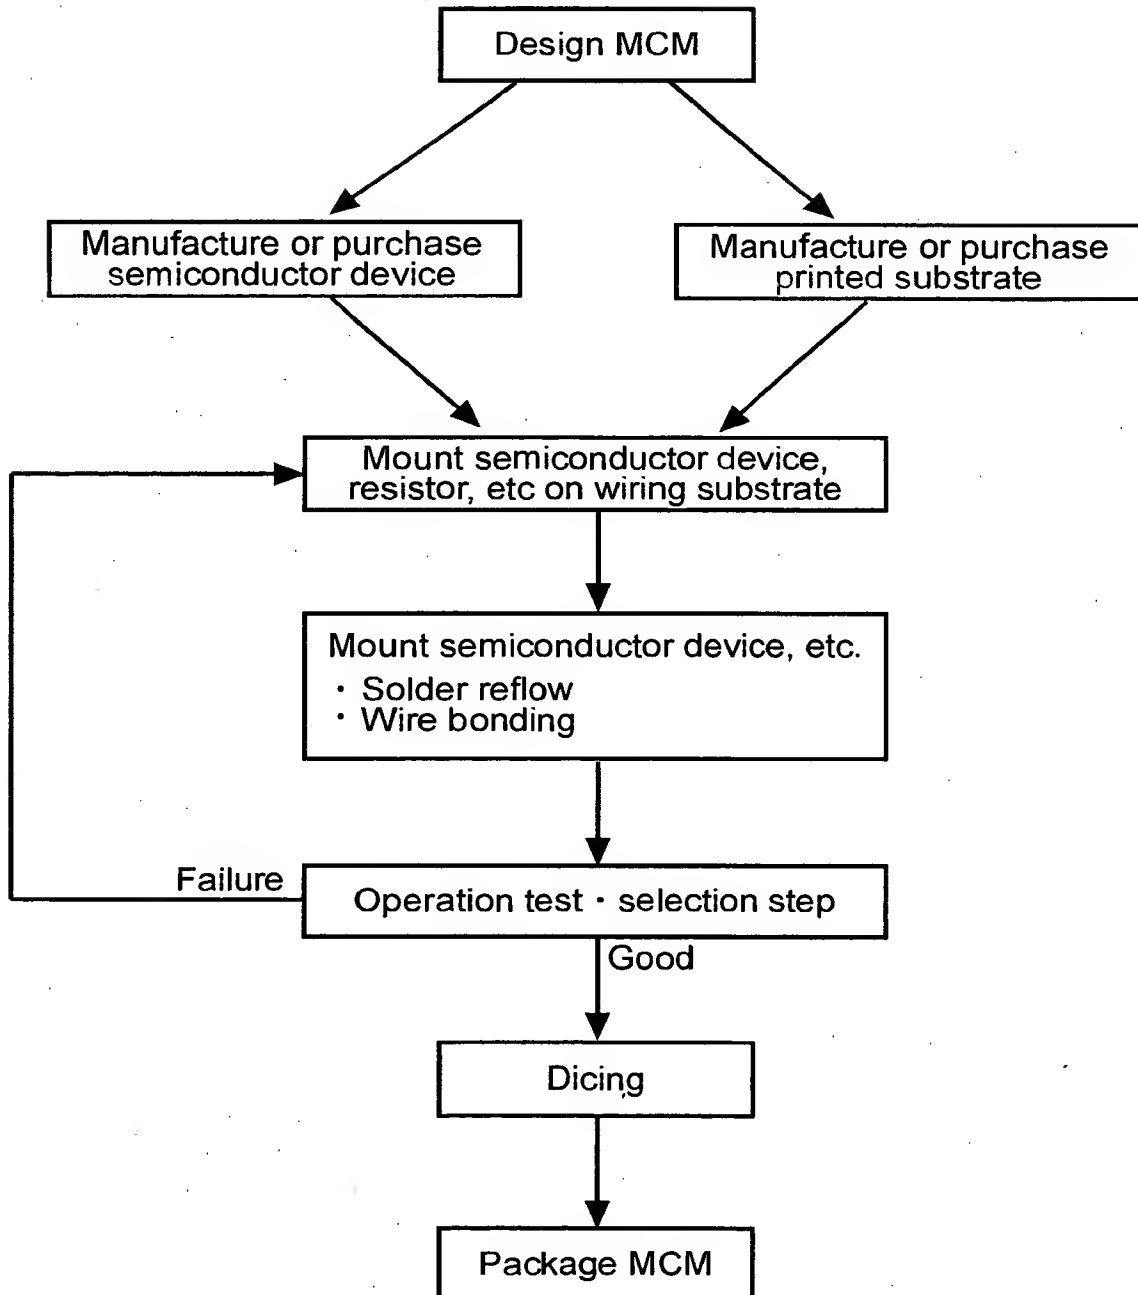 Design MCM
Manufacture or purchase
semiconductor device
Manufacture or purchase
printed substrate
Mount semiconductor device,
resistor, etc on wiring substrate
Mount semiconductor device, etc.
· Solder reflow
· Wire bonding
Failure
Operation test · selection step
Good
Dicing
Package MCM